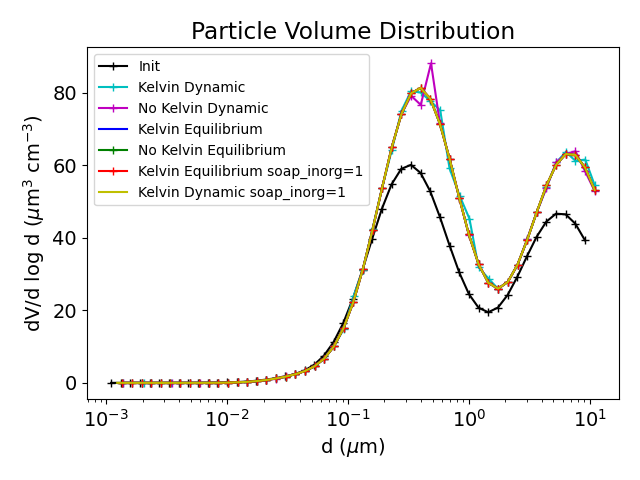 Particle Volume Distribution
Init
Kelvin Dynamic
No Kelvin Dynamic
Kelvin Equilibrium
No Kelvin Equilibrium
Kelvin Equilibrium soap_inorg=1
Kelvin Dynamic soap_inorg=1
dV/d log d (μm³ cm⁻³)
80
60
40
20
0
10⁻³ 10⁻² 10⁻¹ 10⁰ 10¹
d (μm)